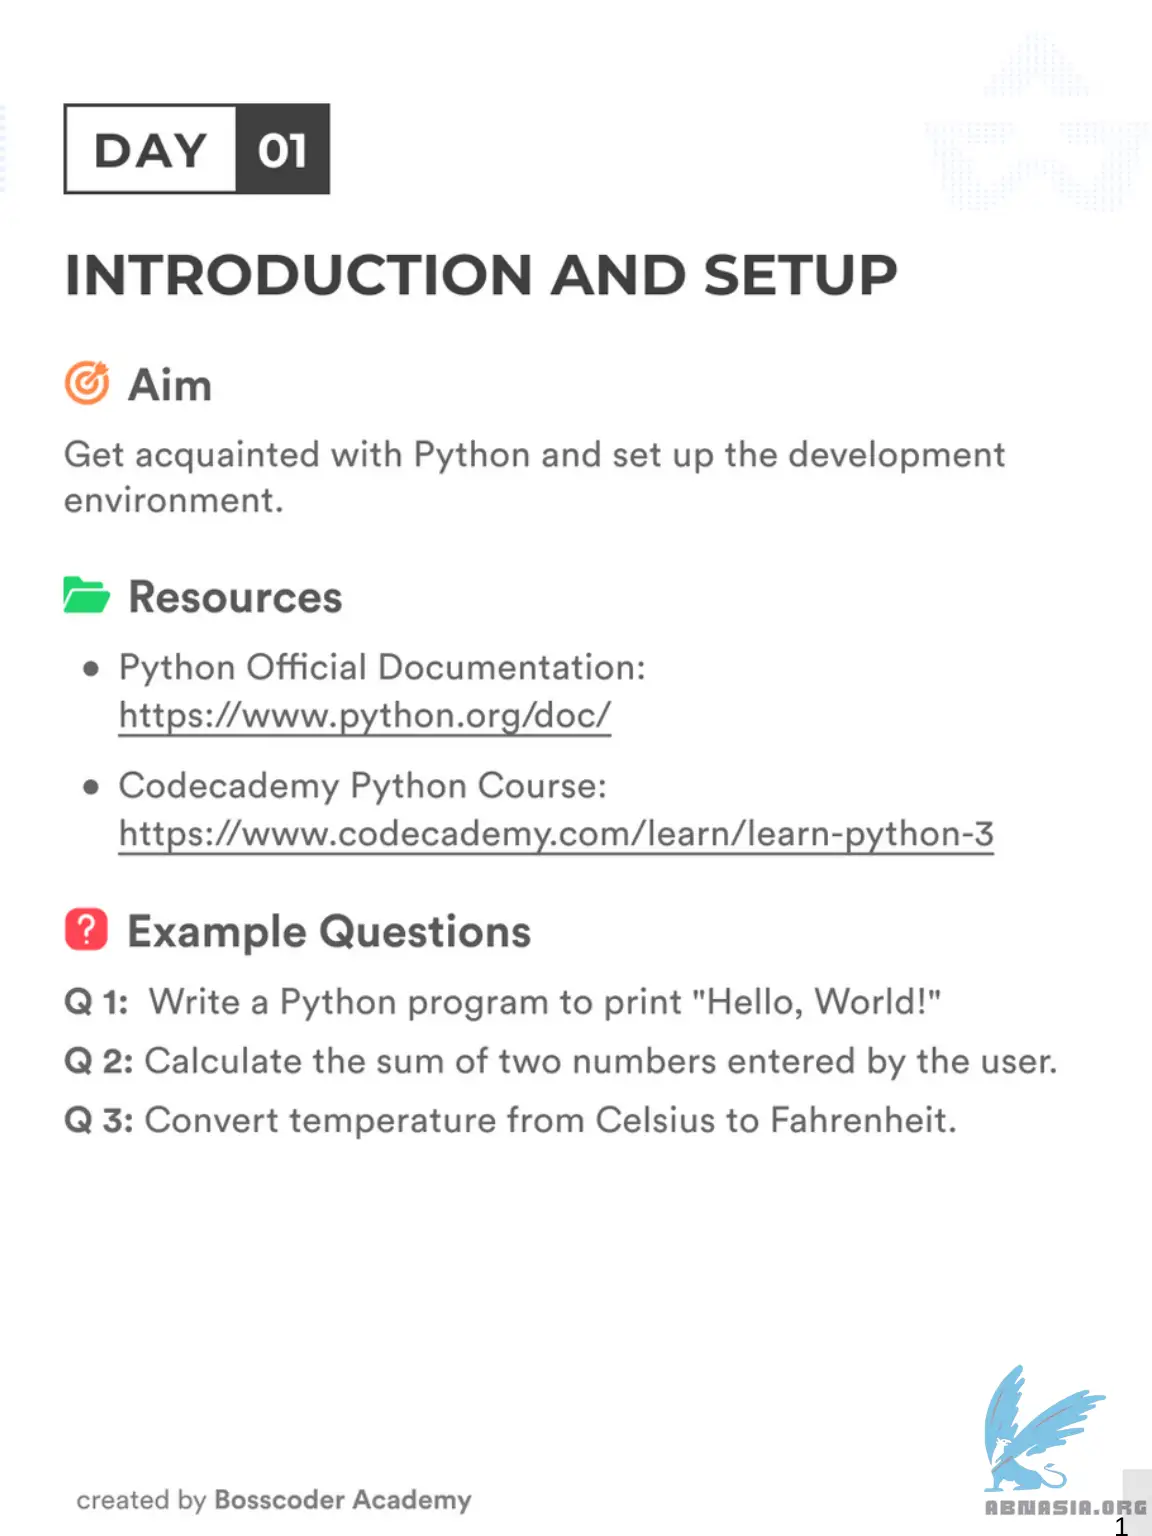 DAY 01
INTRODUCTION AND SETUP
Aim
Get acquainted with Python and set up the development
environment.
Resources
• Python Official Documentation:
https://www.python.org/doc/
• Codecademy Python Course:
https://www.codecademy.com/learn/learn-python-3
? Example Questions
Q 1: Write a Python program to print "Hello, World!"
Q 2: Calculate the sum of two numbers entered by the user.
Q 3: Convert temperature from Celsius to Fahrenheit.
created by Bosscoder Academy
ABNASIA.ORG
1